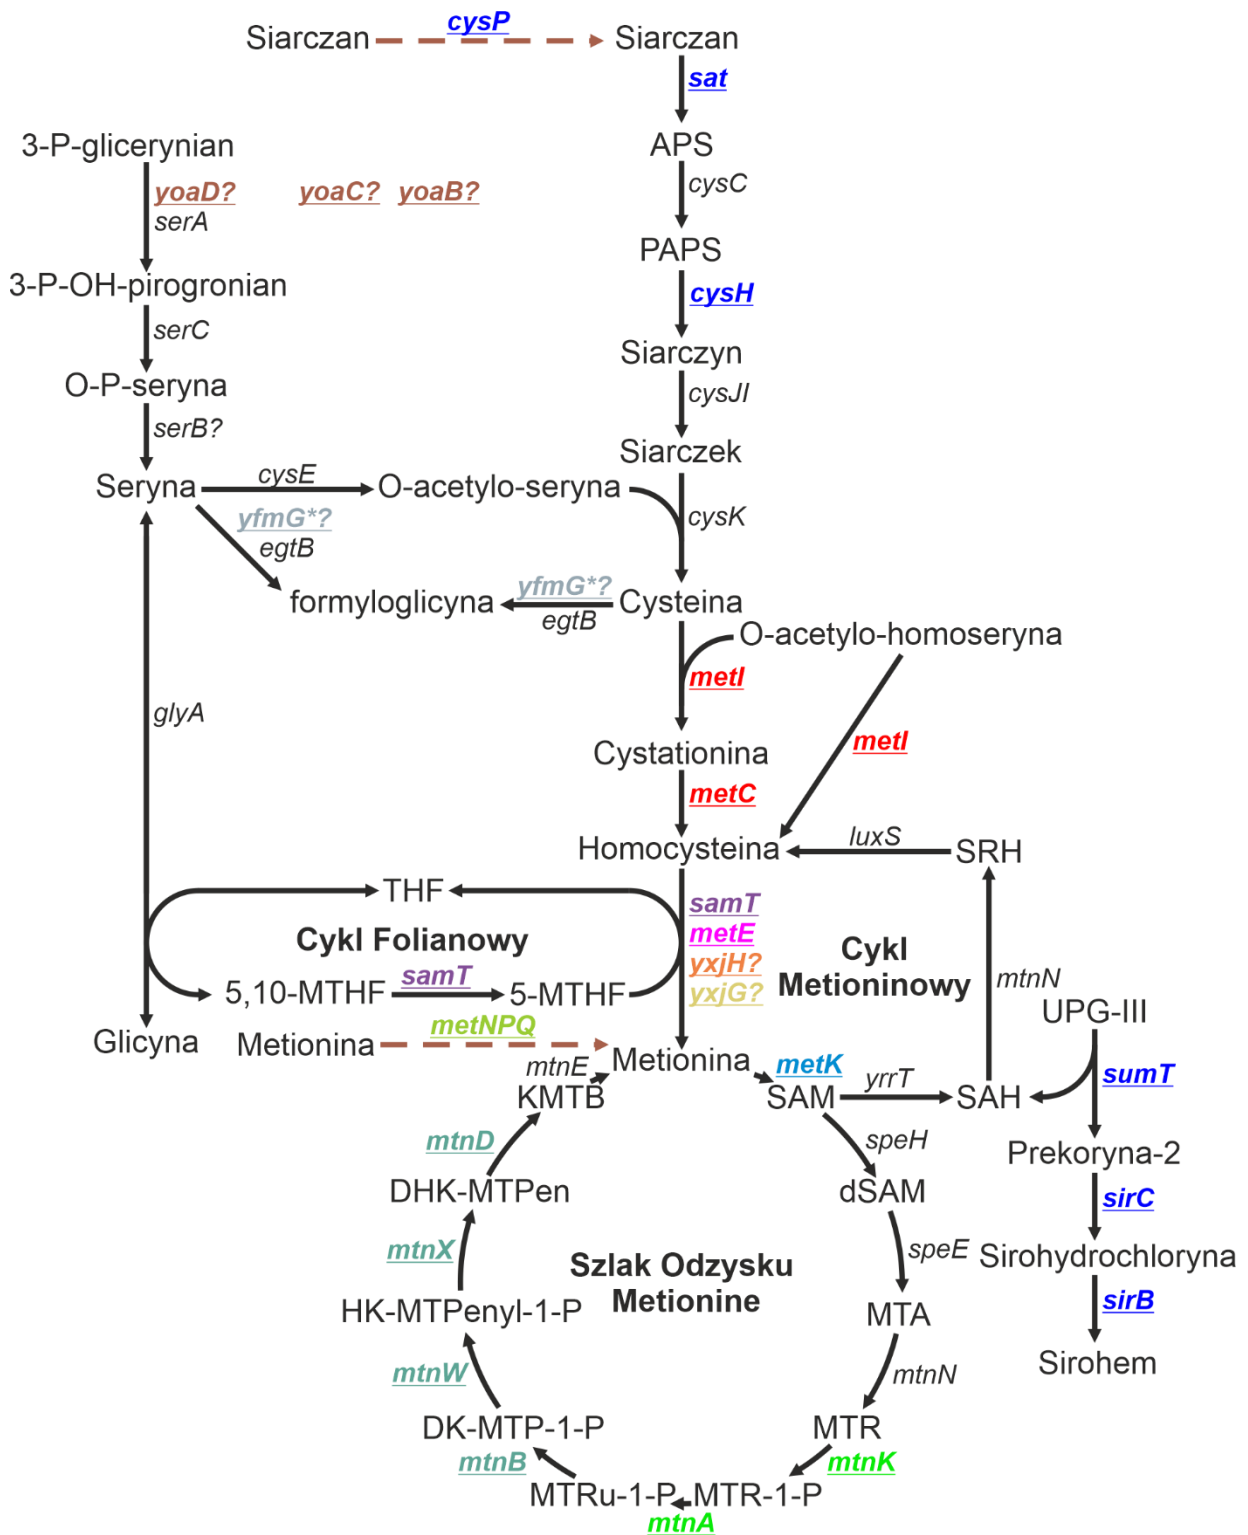 Siarczan
cysP
Siarczan
sat
3-P-glicerynian
APS
yoaD?
yoaC?
yoaB?
serA
cysC
PAPS
3-P-OH-pirogronian
cysH
serC
Siarczyn
O-P-seryna
cysJI
serB?
Siarczek
Seryna
cysE
O-acetylo-seryna
cysK
yfmG*?
egtB
formyloglicyna
yfmG*?
egtB
Cysteina
O-acetylo-homoseryna
metI
glyA
metI
Cystationina
metC
Homocysteina
luxS
SRH
THF
samT
metE
yxjH?
yxjG?
Cykl Folianowy
Cykl
Metioninowy
samT
5,10-MTHF
5-MTHF
mtnN
UPG-III
Glicyna
Metionina
metNPQ
Metionina
mtnE
metK
KMTB
SAM
yrrT
SAH
sumT
mtnD
speH
Prekoryna-2
DHK-MTPen
dSAM
sirC
mtnX
speE
Szlak Odzysku
Metionine
Sirohydrochloryna
HK-MTPenyl-1-P
MTA
sirB
mtnW
mtnN
Sirohem
DK-MTP-1-P
MTR
mtnB
mtnK
MTRu-1-P
MTR-1-P
mtnA